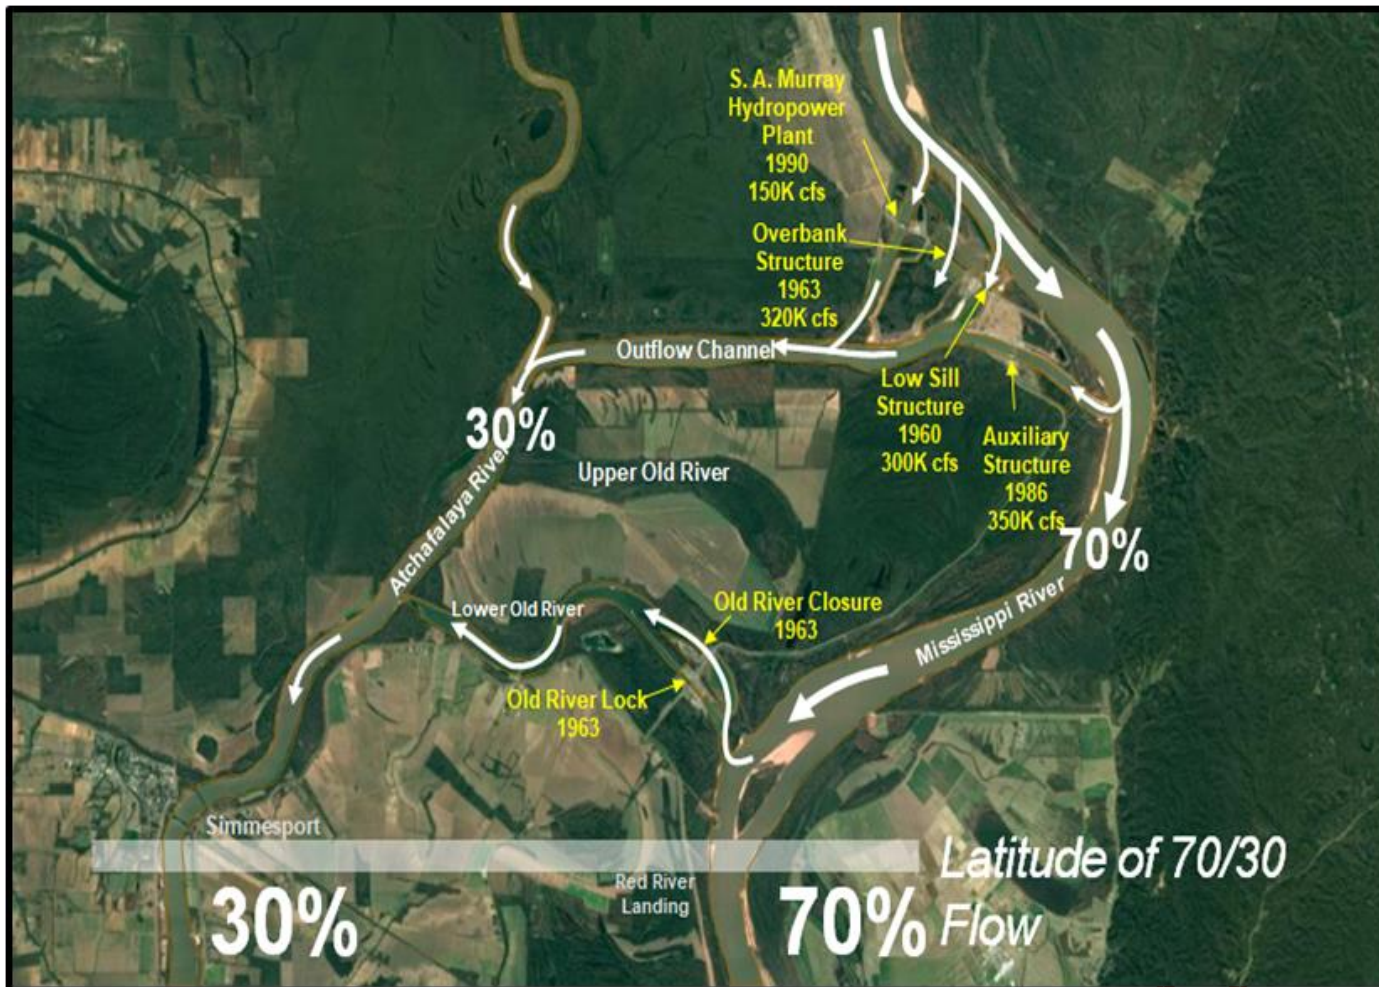 S. A. Murray
Hydropower
Plant
1990
150K cfs
Overbank
Structure
1963
320K cfs
Outflow Channel
Low Sill
Structure
1960
300K cfs
Auxiliary
Structure
1986
350K cfs
30%
Atchafalaya River
Upper Old River
70%
Mississippi River
Lower Old River
Old River Closure
1963
Old River Lock
1963
Simmesport
Latitude of 70/30
Flow
Red River
Landing
30%
70%